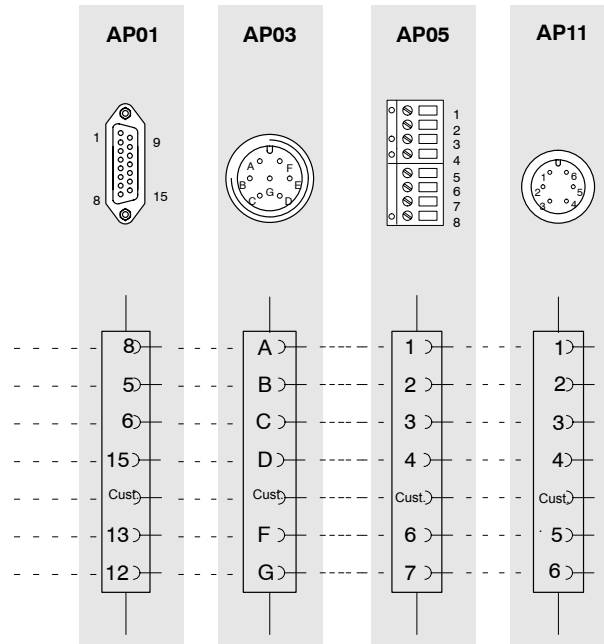 AP01 AP03 AP05 AP11
1 9 8 15
A F B E G C D
1 2 3 4 5 6 7 8
1 6 2 5 3 4
8 A 1 1
5 B 2 2
6 C 3 3
15 D 4 4
Cust. Cust. Cust. Cust.
13 F 6 5
12 G 7 6